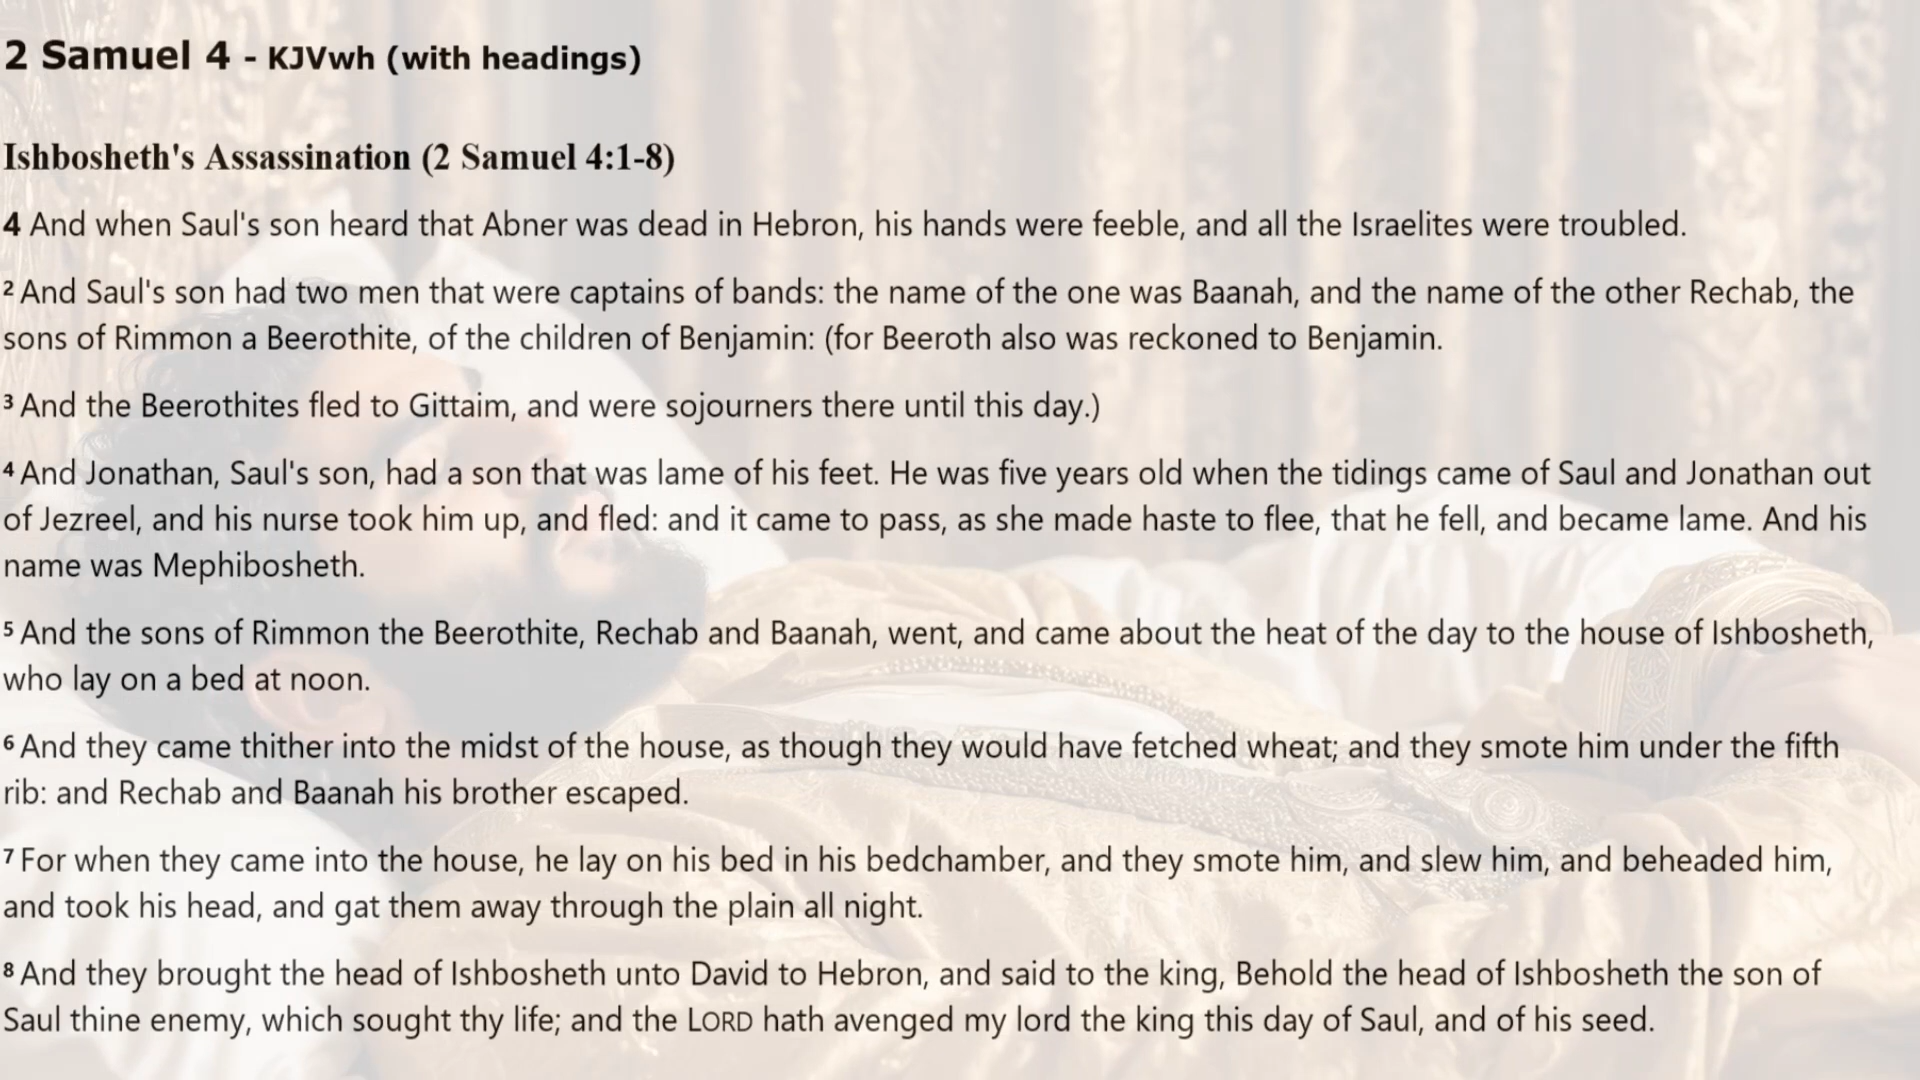 2 Samuel 4 - KJVwh (with headings)
Ishbosheth's Assassination (2 Samuel 4:1-8)
4 And when Saul's son heard that Abner was dead in Hebron, his hands were feeble, and all the Israelites were troubled.
2 And Saul's son had two men that were captains of bands: the name of the one was Baanah, and the name of the other Rechab, the
sons of Rimmon a Beerothite, of the children of Benjamin: (for Beeroth also was reckoned to Benjamin.
3 And the Beerothites fled to Gittaim, and were sojourners there until this day.)
4 And Jonathan, Saul's son, had a son that was lame of his feet. He was five years old when the tidings came of Saul and Jonathan out
of Jezreel, and his nurse took him up, and fled: and it came to pass, as she made haste to flee, that he fell, and became lame. And his
name was Mephibosheth.
5 And the sons of Rimmon the Beerothite, Rechab and Baanah, went, and came about the heat of the day to the house of Ishbosheth,
who lay on a bed at noon.
6 And they came thither into the midst of the house, as though they would have fetched wheat; and they smote him under the fifth
rib: and Rechab and Baanah his brother escaped.
7 For when they came into the house, he lay on his bed in his bedchamber, and they smote him, and slew him, and beheaded him,
and took his head, and gat them away through the plain all night.
8 And they brought the head of Ishbosheth unto David to Hebron, and said to the king, Behold the head of Ishbosheth the son of
Saul thine enemy, which sought thy life; and the LORD hath avenged my lord the king this day of Saul, and of his seed.